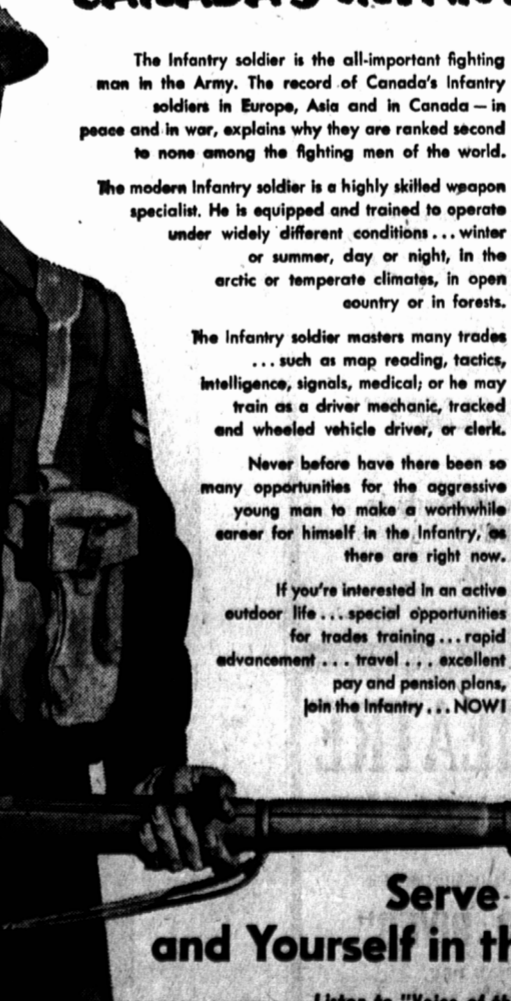 The Infantry soldier is the all-important fighting
man in the Army. The record of Canada's Infantry
soldiers in Europe, Asia and in Canada — in
peace and in war, explains why they are ranked second
to none among the fighting men of the world.
The modern Infantry soldier is a highly skilled weapon
specialist. He is equipped and trained to operate
under widely different conditions . . . winter
or summer, day or night, in the
arctic or temperate climates, in open
country or in forests.
The Infantry soldier masters many trades
. . . such as map reading, tactics,
intelligence, signals, medical; or he may
train as a driver mechanic, tracked
and wheeled vehicle driver, or clerk.
Never before have there been so
many opportunities for the aggressive
young man to make a worthwhile
career for himself in the Infantry, as
there are right now.
If you're interested in an active
outdoor life . . . special opportunities
for trades training . . . rapid
advancement . . . travel . . . excellent
pay and pension plans,
join the Infantry . . . NOW!
Serve
and Yourself in th